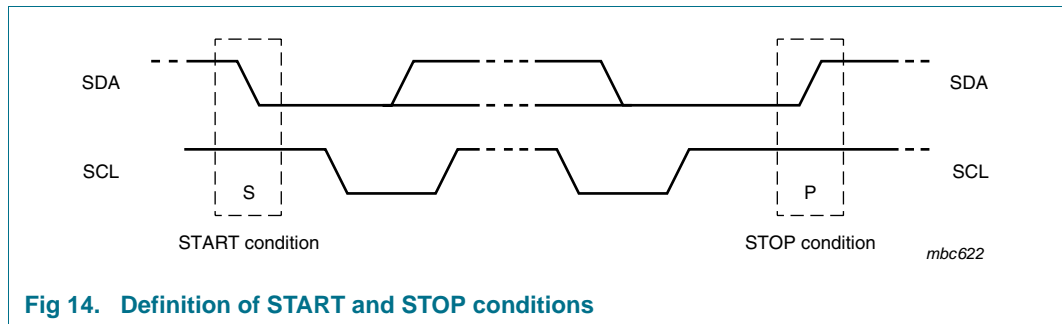 SDA SDA
SCL SCL
S P
START condition STOP condition
mbc622
Fig 14. Definition of START and STOP conditions